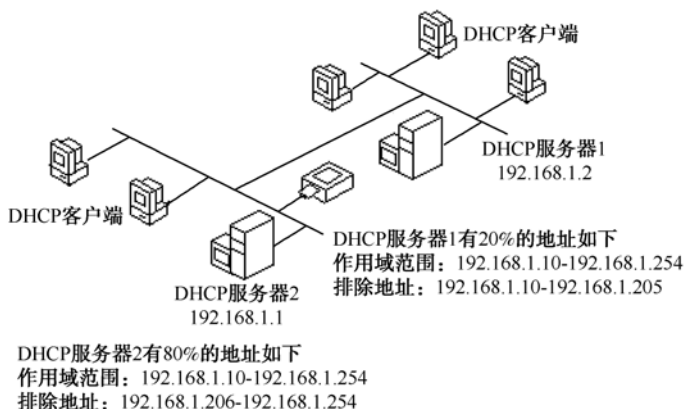 DHCP客户端
DHCP服务器1
192.168.1.2
DHCP客户端
DHCP服务器1有20%的地址如下
作用域范围：192.168.1.10-192.168.1.254
排除地址：192.168.1.10-192.168.1.205
DHCP服务器2
192.168.1.1
DHCP服务器2有80%的地址如下
作用域范围：192.168.1.10-192.168.1.254
排除地址：192.168.1.206-192.168.1.254